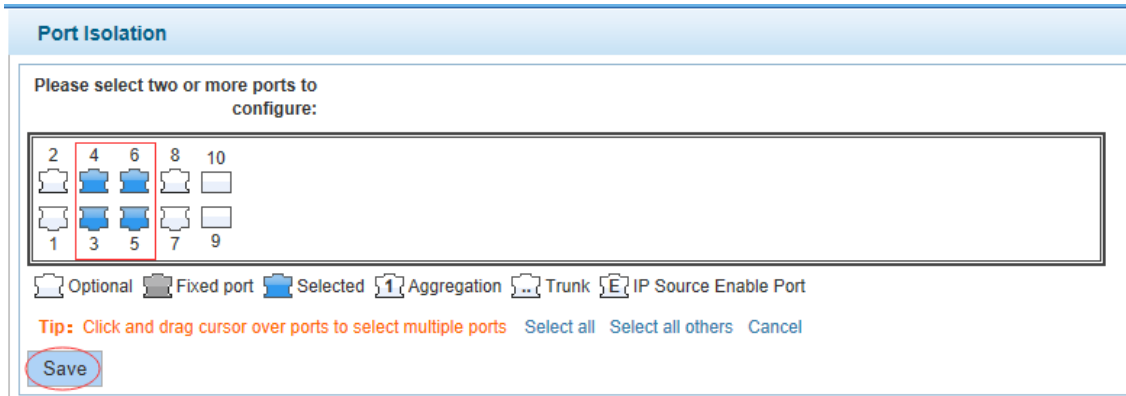 Port Isolation
Please select two or more ports to
configure:
2 4 6 8 10
1 3 5 7 9
Optional Fixed port Selected 1 Aggregation .. Trunk E IP Source Enable Port
Tip: Click and drag cursor over ports to select multiple ports Select all Select all others Cancel
Save